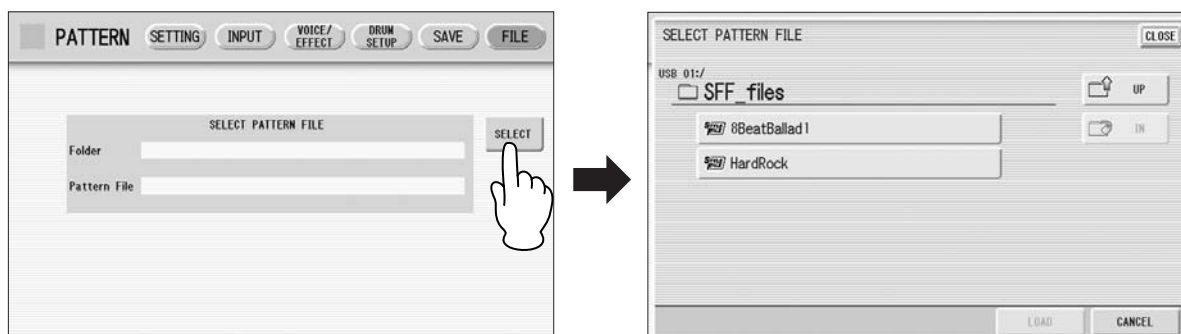 PATTERN SETTING INPUT VOICE/ EFFECT DRUM SETUP SAVE FILE
SELECT PATTERN FILE
SELECT
Folder
Pattern File
SELECT PATTERN FILE CLOSE
USB 01:/
SFF_files UP
8BeatBallad1 IN
HardRock
LOAD CANCEL